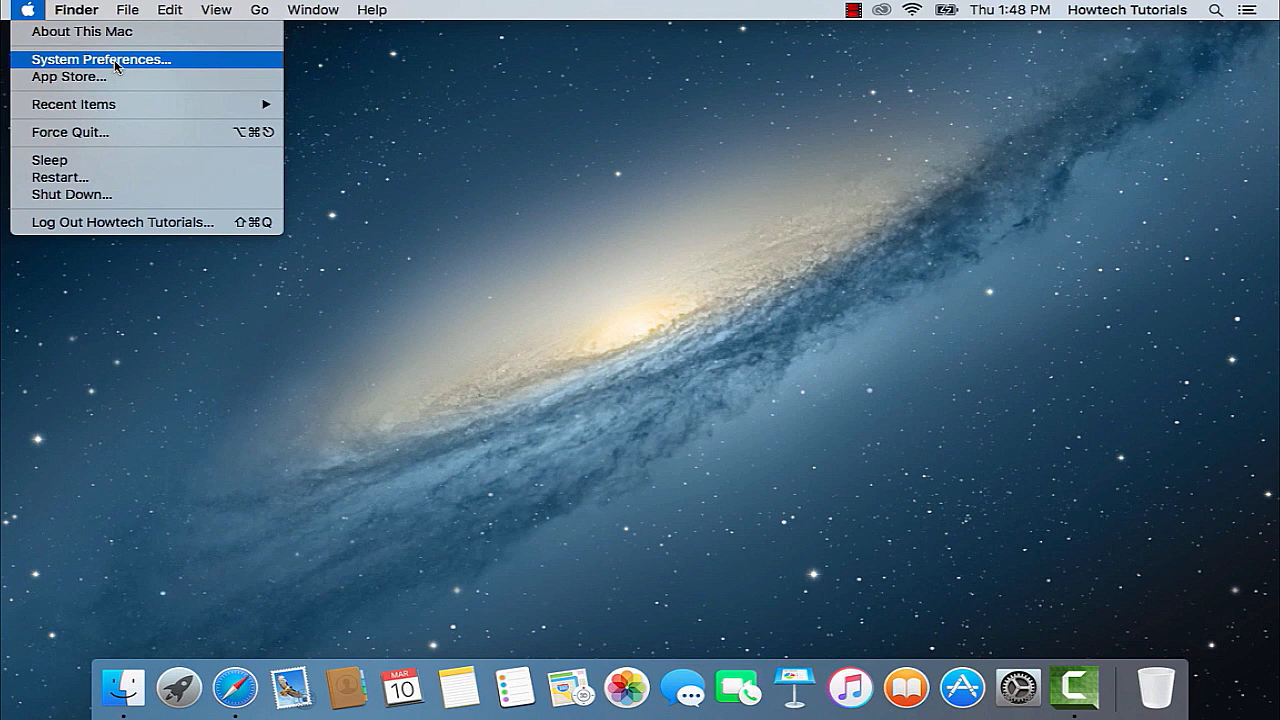 Finder File Edit View Go Window Help Thu 1:48 PM Howtech Tutorials
About This Mac
System Preferences...
App Store...
Recent Items
Force Quit... ⌥⌘⎋
Sleep
Restart...
Shut Down...
Log Out Howtech Tutorials... ⇧⌘Q
MAR
10